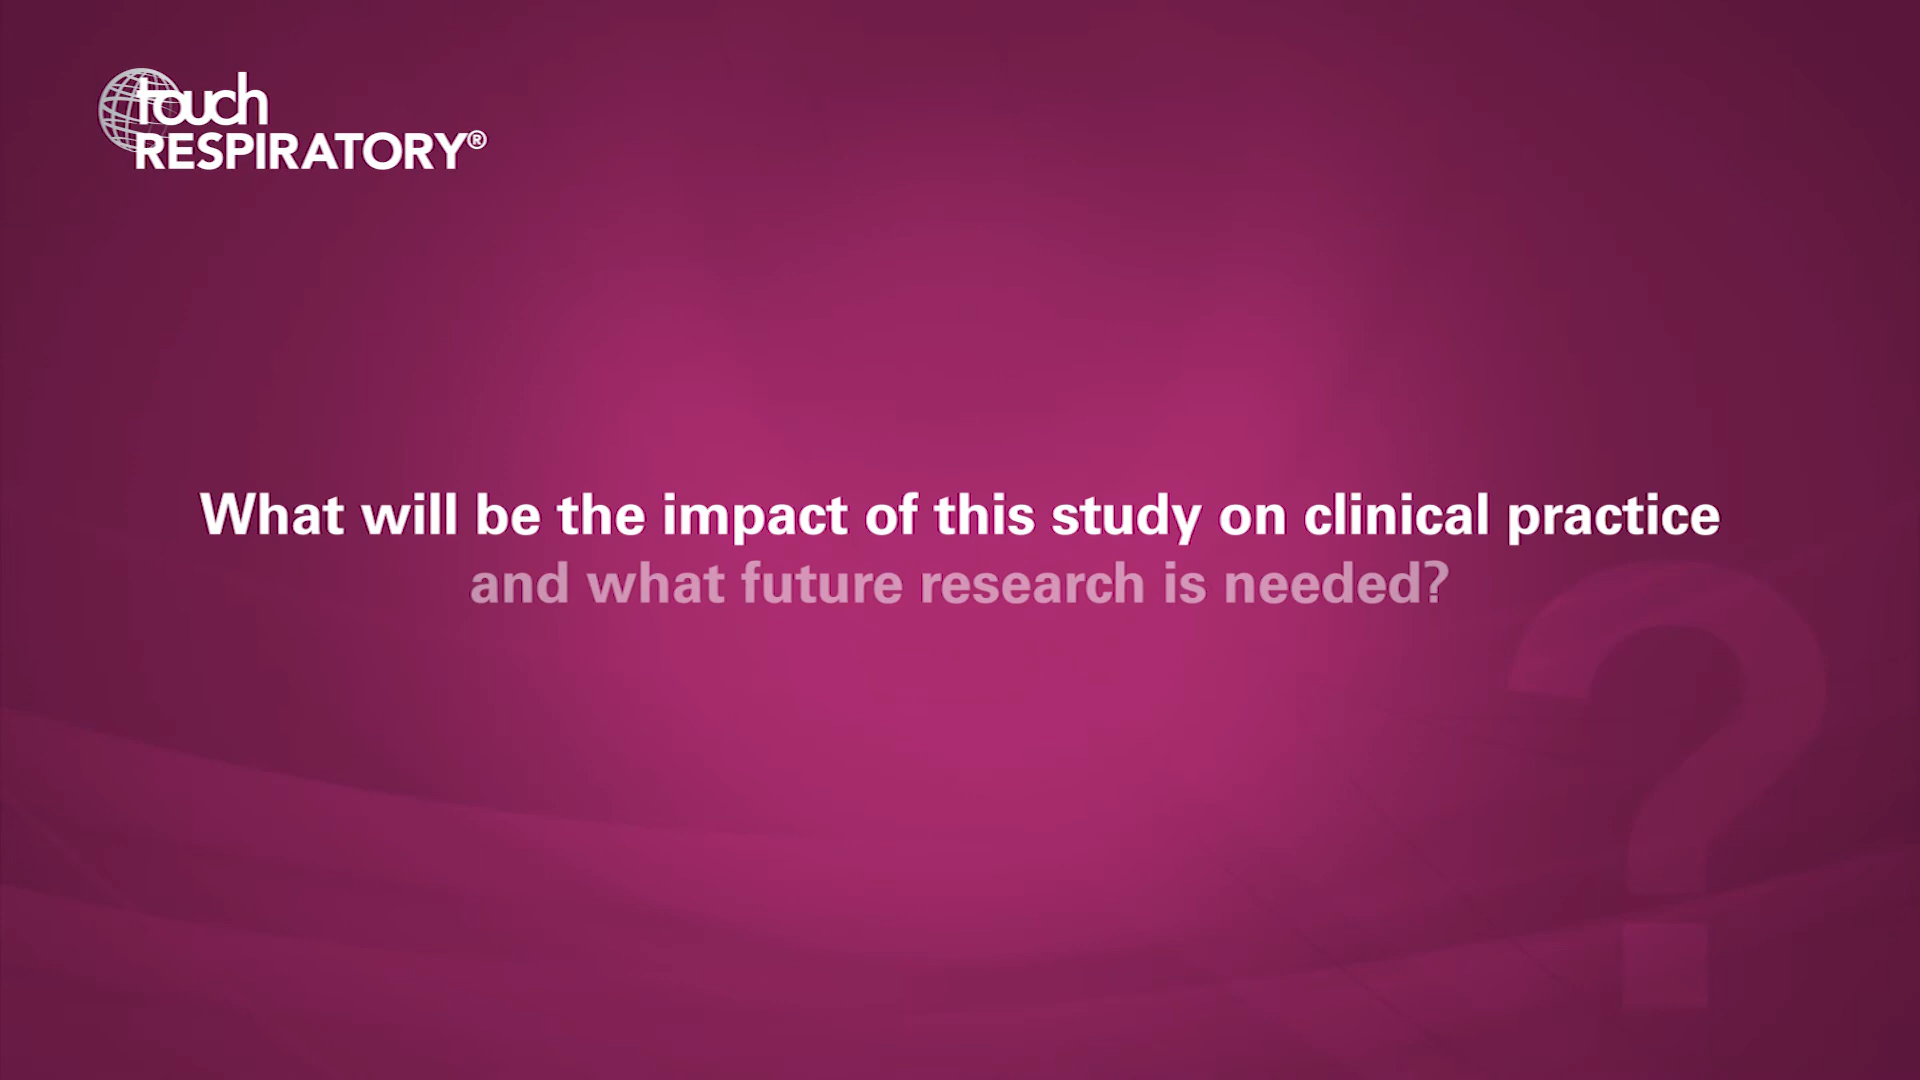 touch
RESPIRATORY®
What will be the impact of this study on clinical practice
and what future research is needed?
?